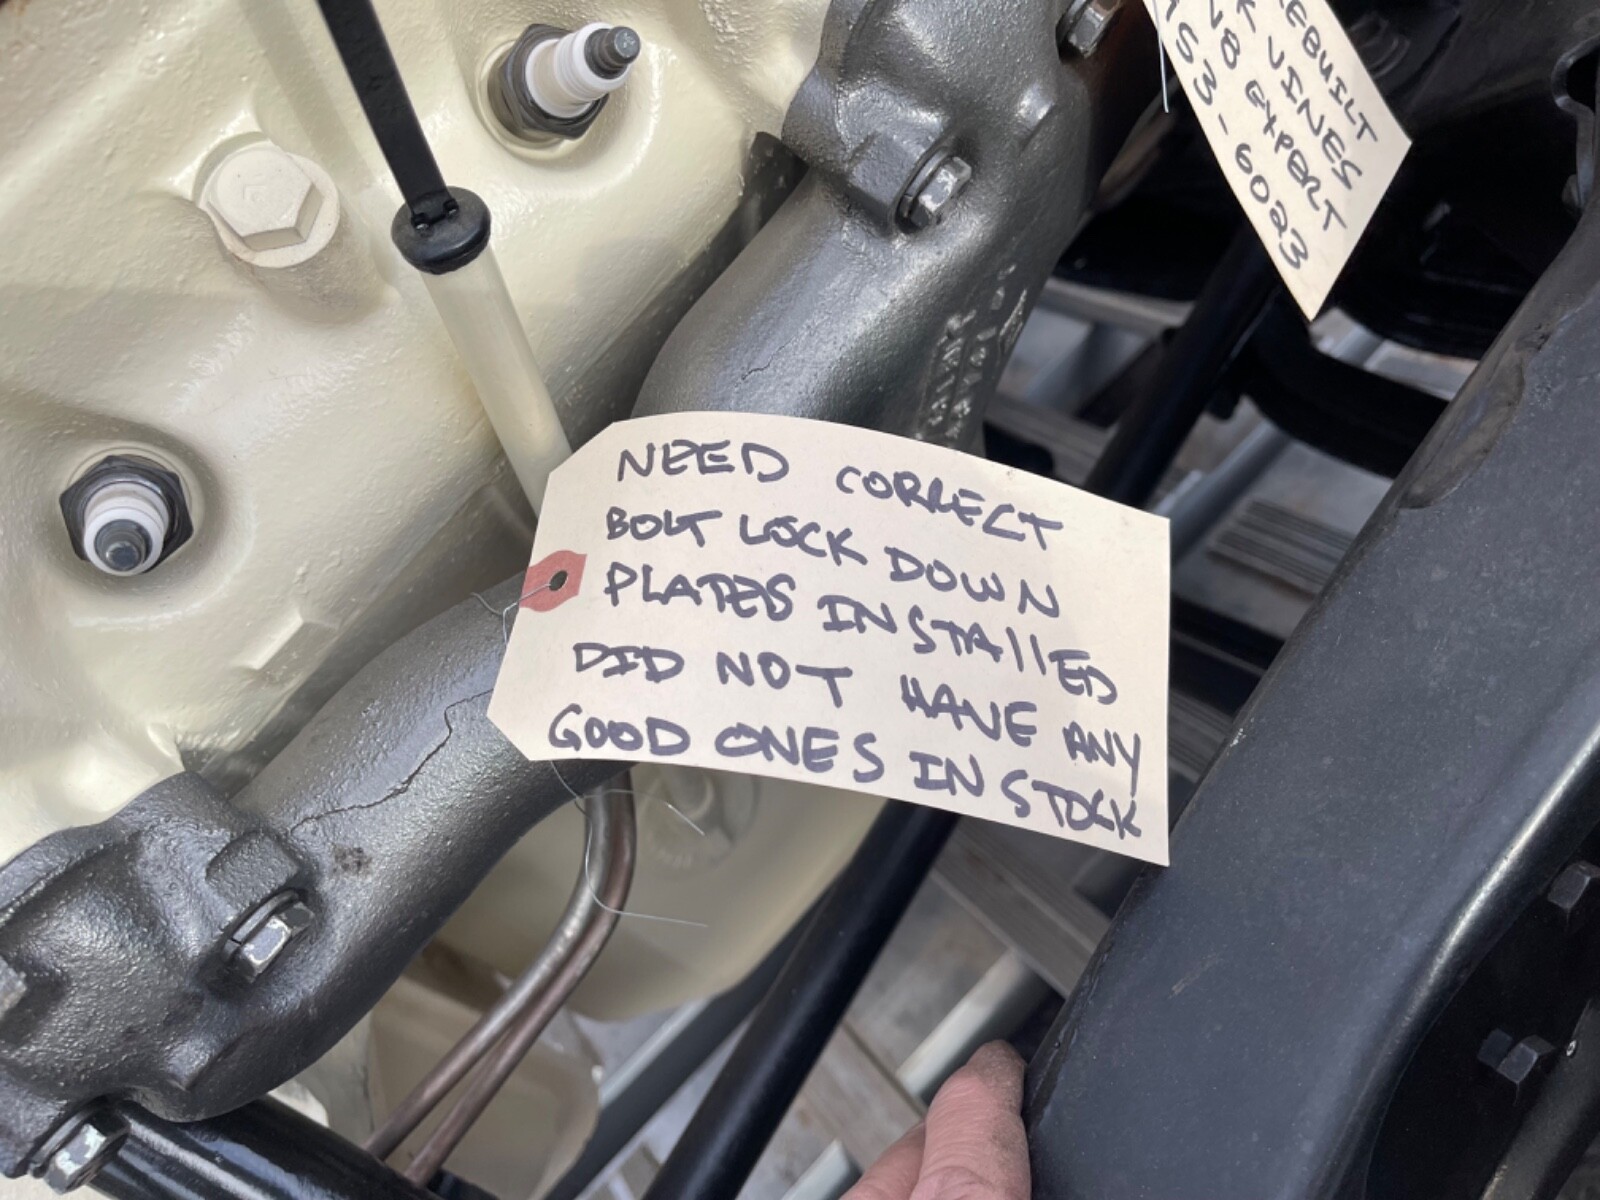 NEED CORRECT
BOLT LOCK DOWN
PLATES INSTALLED
DID NOT HAVE ANY
GOOD ONES IN STOCK
REBUILT
VINES
EXPERT
53-6023